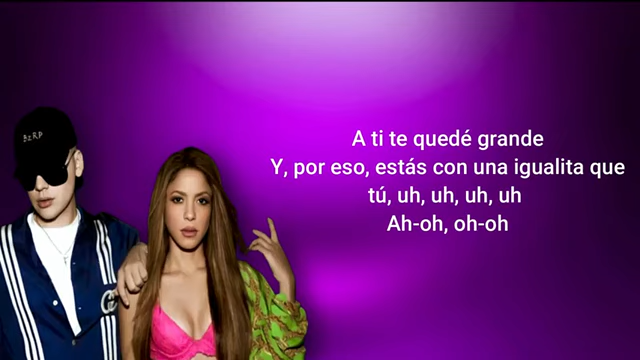 BZRP
A ti te quedé grande
Y, por eso, estás con una igualita que
tú, uh, uh, uh, uh
Ah-oh, oh-oh